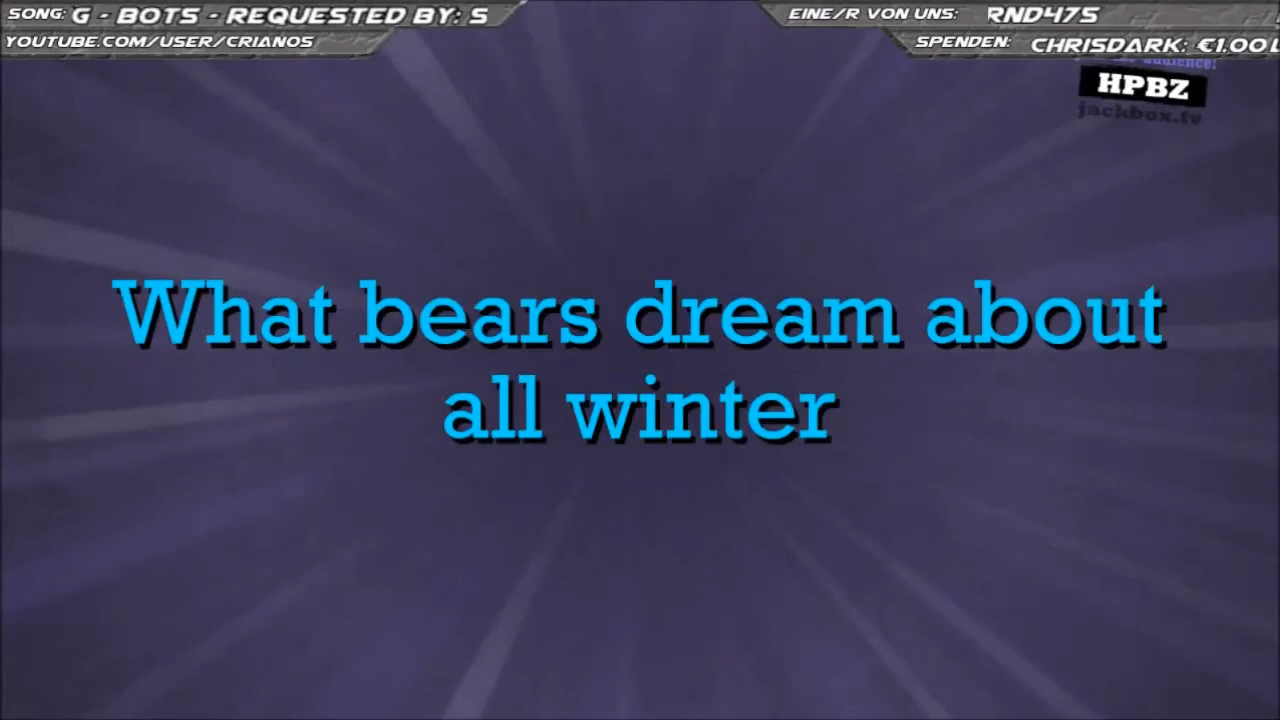 SONG: G - BOTS - REQUESTED BY: S
YOUTUBE.COM/USER/CRIANOS
EINE/R VON UNS: RND475
SPENDEN: CHRISDARK: €1.00
audience!
HPBZ
jackbox.tv
What bears dream about
all winter